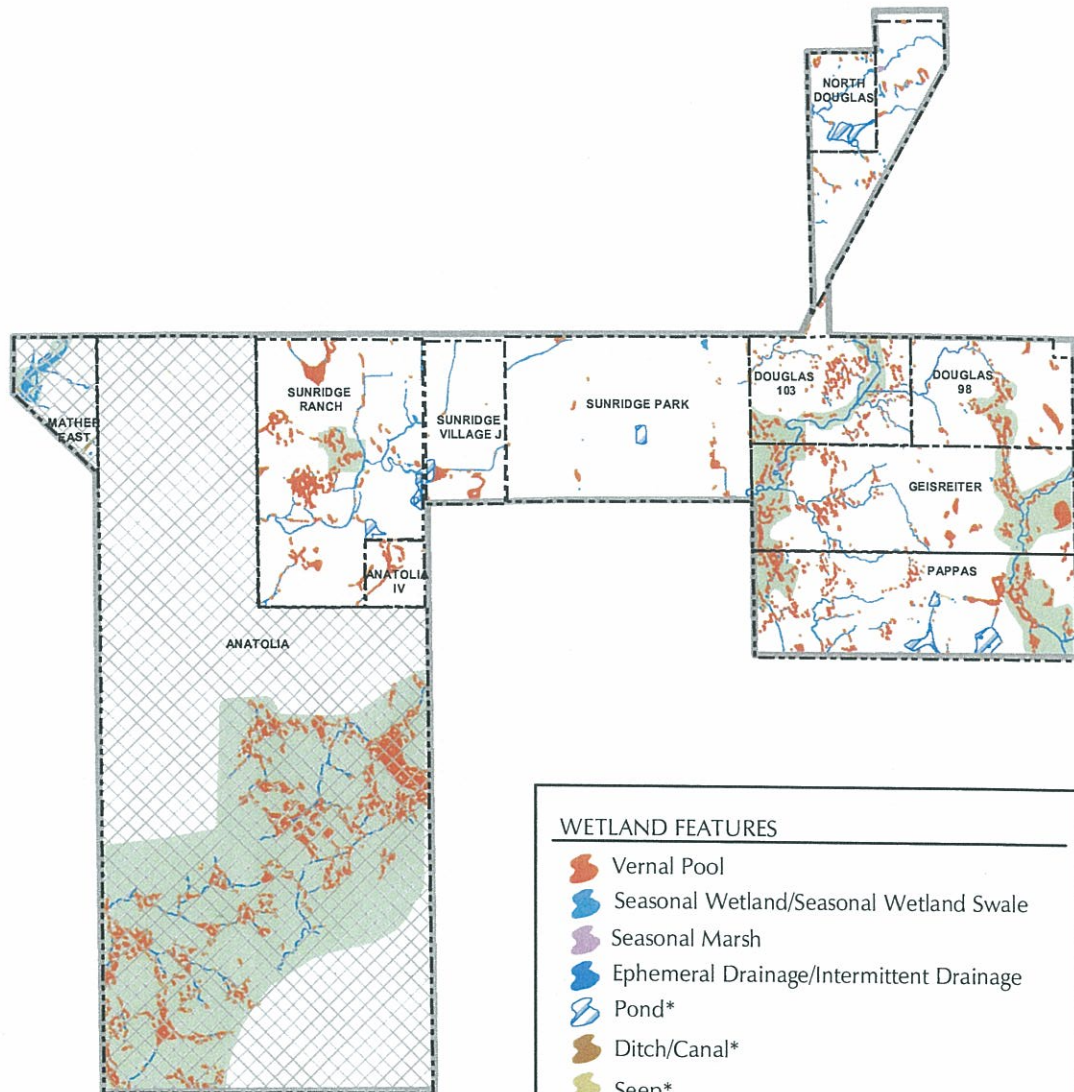 NORTH
DOUGLAS
MATHER
EAST
SUNRIDGE
RANCH
SUNRIDGE
VILLAGE J
SUNRIDGE PARK
DOUGLAS
103
DOUGLAS
98
GEISREITER
PAPPAS
ANATOLIA
IV
ANATOLIA
WETLAND FEATURES
Vernal Pool
Seasonal Wetland/Seasonal Wetland Swale
Seasonal Marsh
Ephemeral Drainage/Intermittent Drainage
Pond*
Ditch/Canal*
Seep*